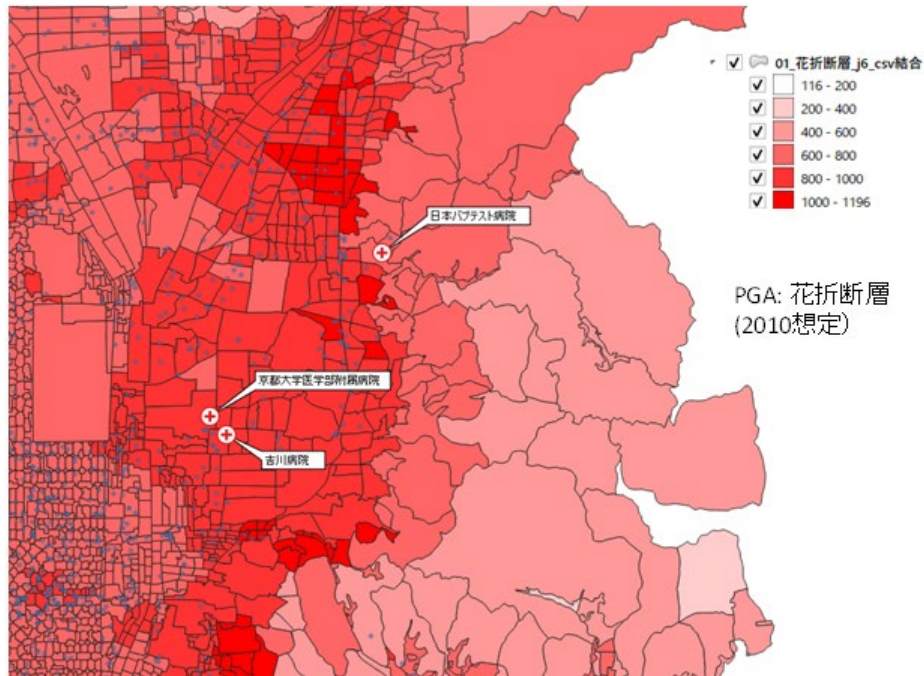 01_花折断層_j6_csv結合
116 - 200
200 - 400
400 - 600
600 - 800
800 - 1000
1000 - 1196
日本バプテスト病院
PGA: 花折断層
(2010想定)
京都大学医学部附属病院
吉川病院